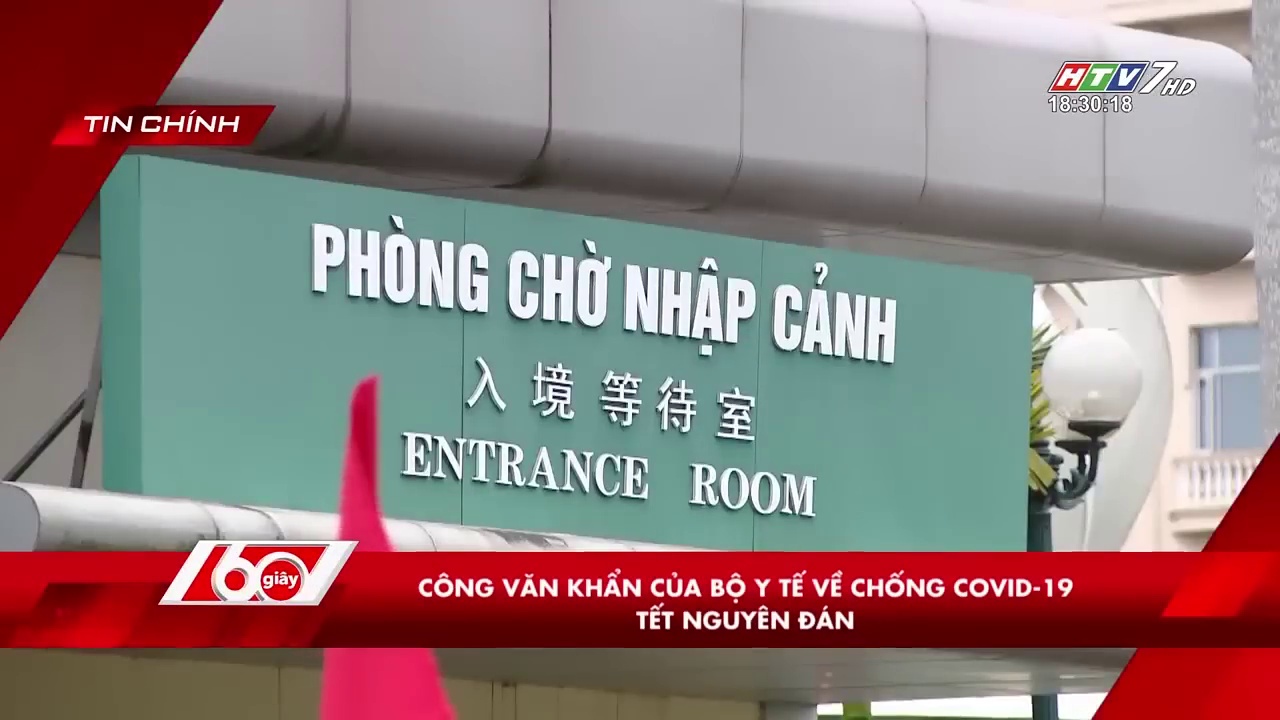 HTV7 HD
18:30:18
TIN CHÍNH
PHÒNG CHỜ NHẬP CẢNH
入境等待室
ENTRANCE ROOM
60 giây
CÔNG VĂN KHẨN CỦA BỘ Y TẾ VỀ CHỐNG COVID-19
TẾT NGUYÊN ĐÁN